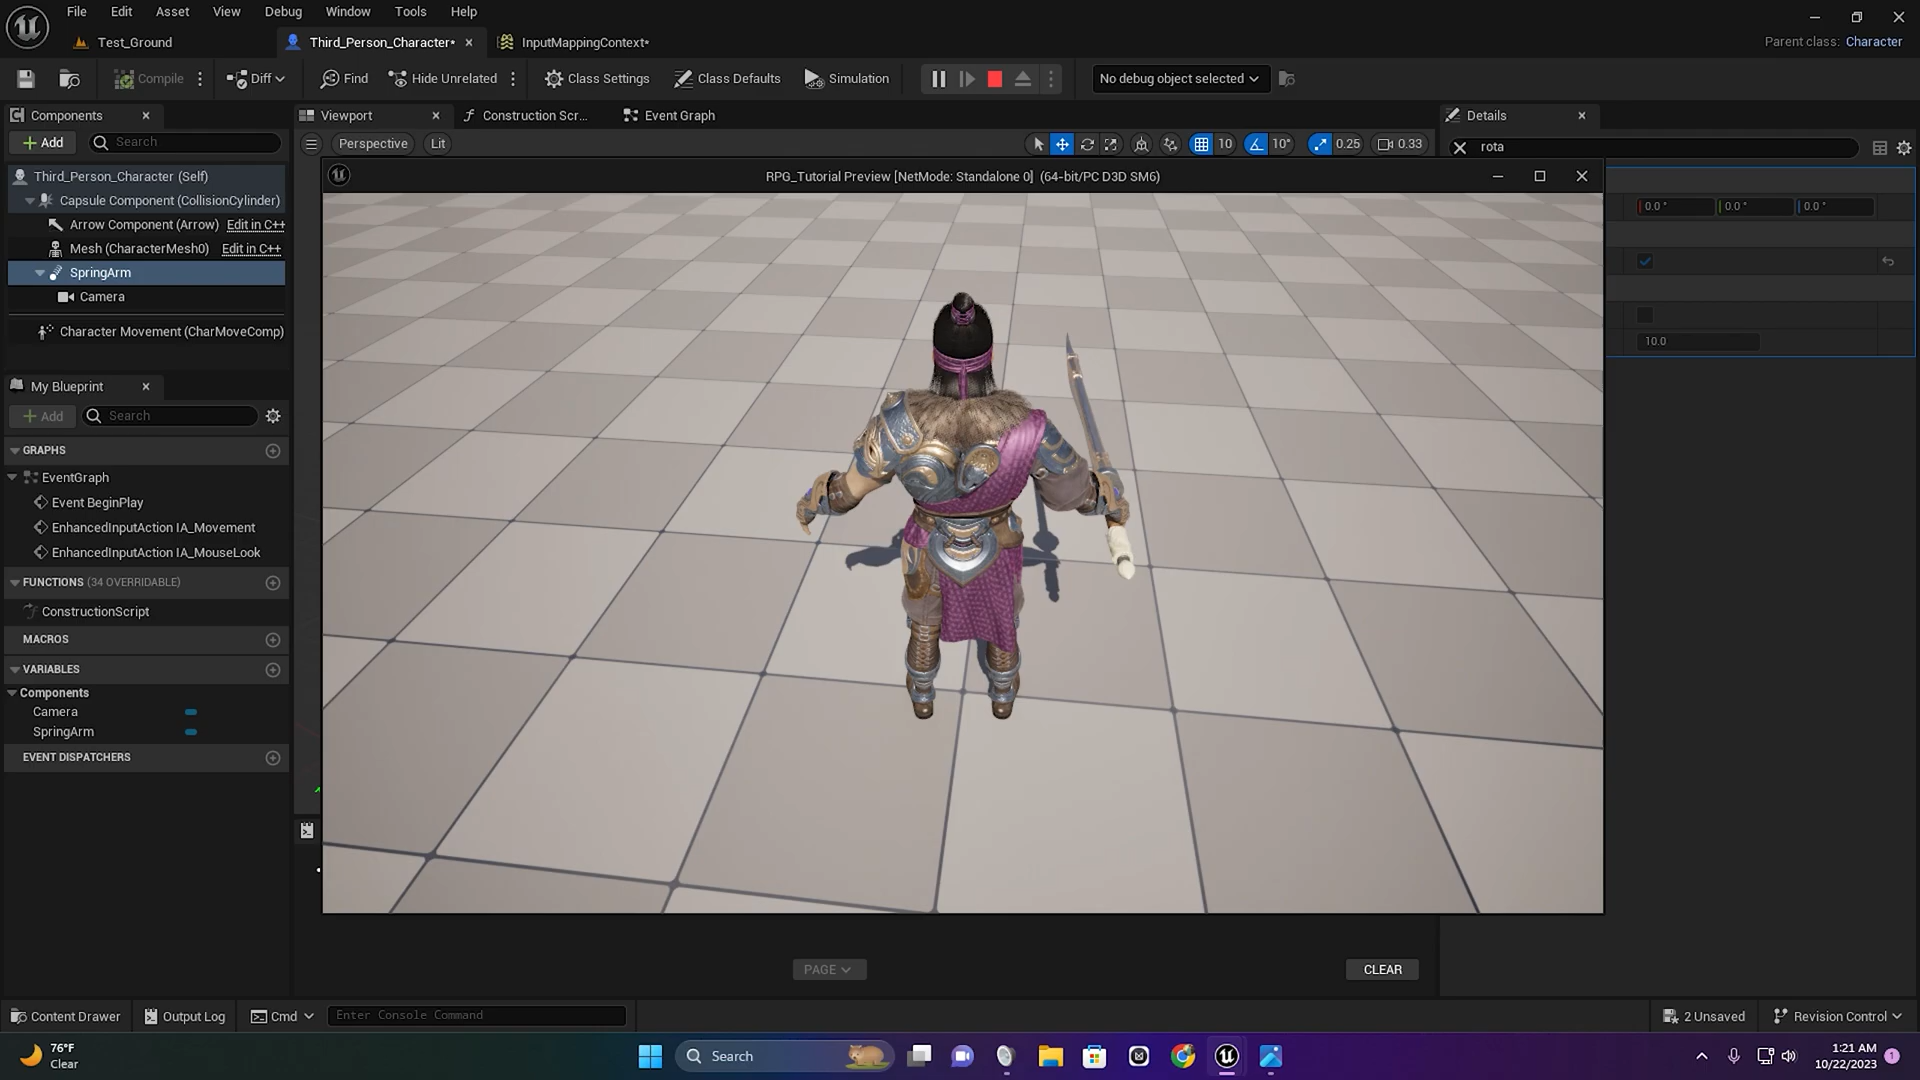 File Edit Asset View Debug Window Tools Help
Test_Ground
Third_Person_Character*
InputMappingContext*
Parent class: Character
Compile
Diff
Find
Hide Unrelated
Class Settings
Class Defaults
Simulation
No debug object selected
Components
Viewport
Construction Scr...
Event Graph
Details
Add
Search
Perspective
Lit
10
10°
0.25
0.33
rota
Third_Person_Character (Self)
RPG_Tutorial Preview [NetMode: Standalone 0] (64-bit/PC D3D SM6)
Capsule Component (CollisionCylinder)
0.0 °
0.0 °
0.0 °
Arrow Component (Arrow)
Edit in C++
Mesh (CharacterMesh0)
Edit in C++
SpringArm
Camera
Character Movement (CharMoveComp)
10.0
My Blueprint
Add
Search
GRAPHS
EventGraph
Event BeginPlay
EnhancedInputAction IA_Movement
EnhancedInputAction IA_MouseLook
FUNCTIONS (34 OVERRIDABLE)
ConstructionScript
MACROS
VARIABLES
Components
Camera
SpringArm
EVENT DISPATCHERS
PAGE
CLEAR
Content Drawer
Output Log
Cmd
Enter Console Command
2 Unsaved
Revision Control
76°F
Clear
Search
1:21 AM
10/22/2023
1